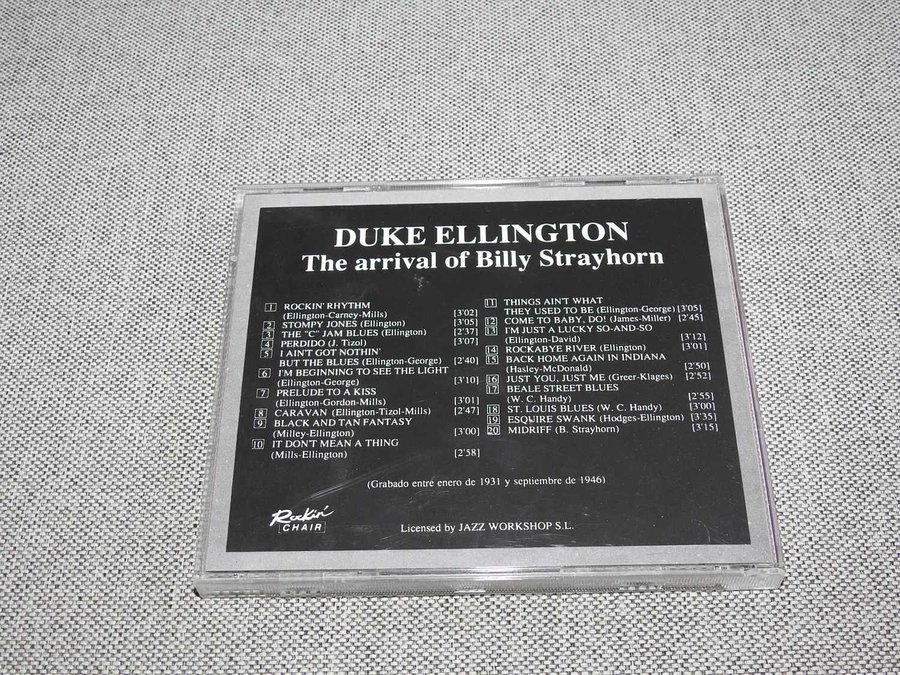 DUKE ELLINGTON
The arrival of Billy Strayhorn
1 ROCKIN' RHYTHM
(Ellington-Carney-Mills) [3'02]
2 STOMPY JONES (Ellington) [3'05]
3 THE "C" JAM BLUES (Ellington) [2'37]
4 PERDIDO (J. Tizol) [3'07]
5 I AIN'T GOT NOTHIN'
BUT THE BLUES (Ellington-George) [2'40]
6 I'M BEGINNING TO SEE THE LIGHT
(Ellington-George) [3'10]
7 PRELUDE TO A KISS
(Ellington-Gordon-Mills) [3'01]
8 CARAVAN (Ellington-Tizol-Mills) [2'47]
9 BLACK AND TAN FANTASY
(Milley-Ellington) [3'00]
10 IT DON'T MEAN A THING
(Mills-Ellington) [2'58]
11 THINGS AIN'T WHAT
THEY USED TO BE (Ellington-George) [3'05]
12 COME TO BABY, DO! (James-Miller) [2'45]
13 I'M JUST A LUCKY SO-AND-SO
(Ellington-David) [3'12]
14 ROCKABYE RIVER (Ellington) [3'01]
15 BACK HOME AGAIN IN INDIANA
(Hasley-McDonald) [2'50]
16 JUST YOU, JUST ME (Greer-Klages) [2'52]
17 BEALE STREET BLUES
(W. C. Handy) [2'55]
18 ST. LOUIS BLUES (W. C. Handy) [3'00]
19 ESQUIRE SWANK (Hodges-Ellington) [3'35]
20 MIDRIFF (B. Strayhorn) [3'15]
(Grabado entre enero de 1931 y septiembre de 1946)
Rockin'
CHAIR
Licensed by JAZZ WORKSHOP S.L.